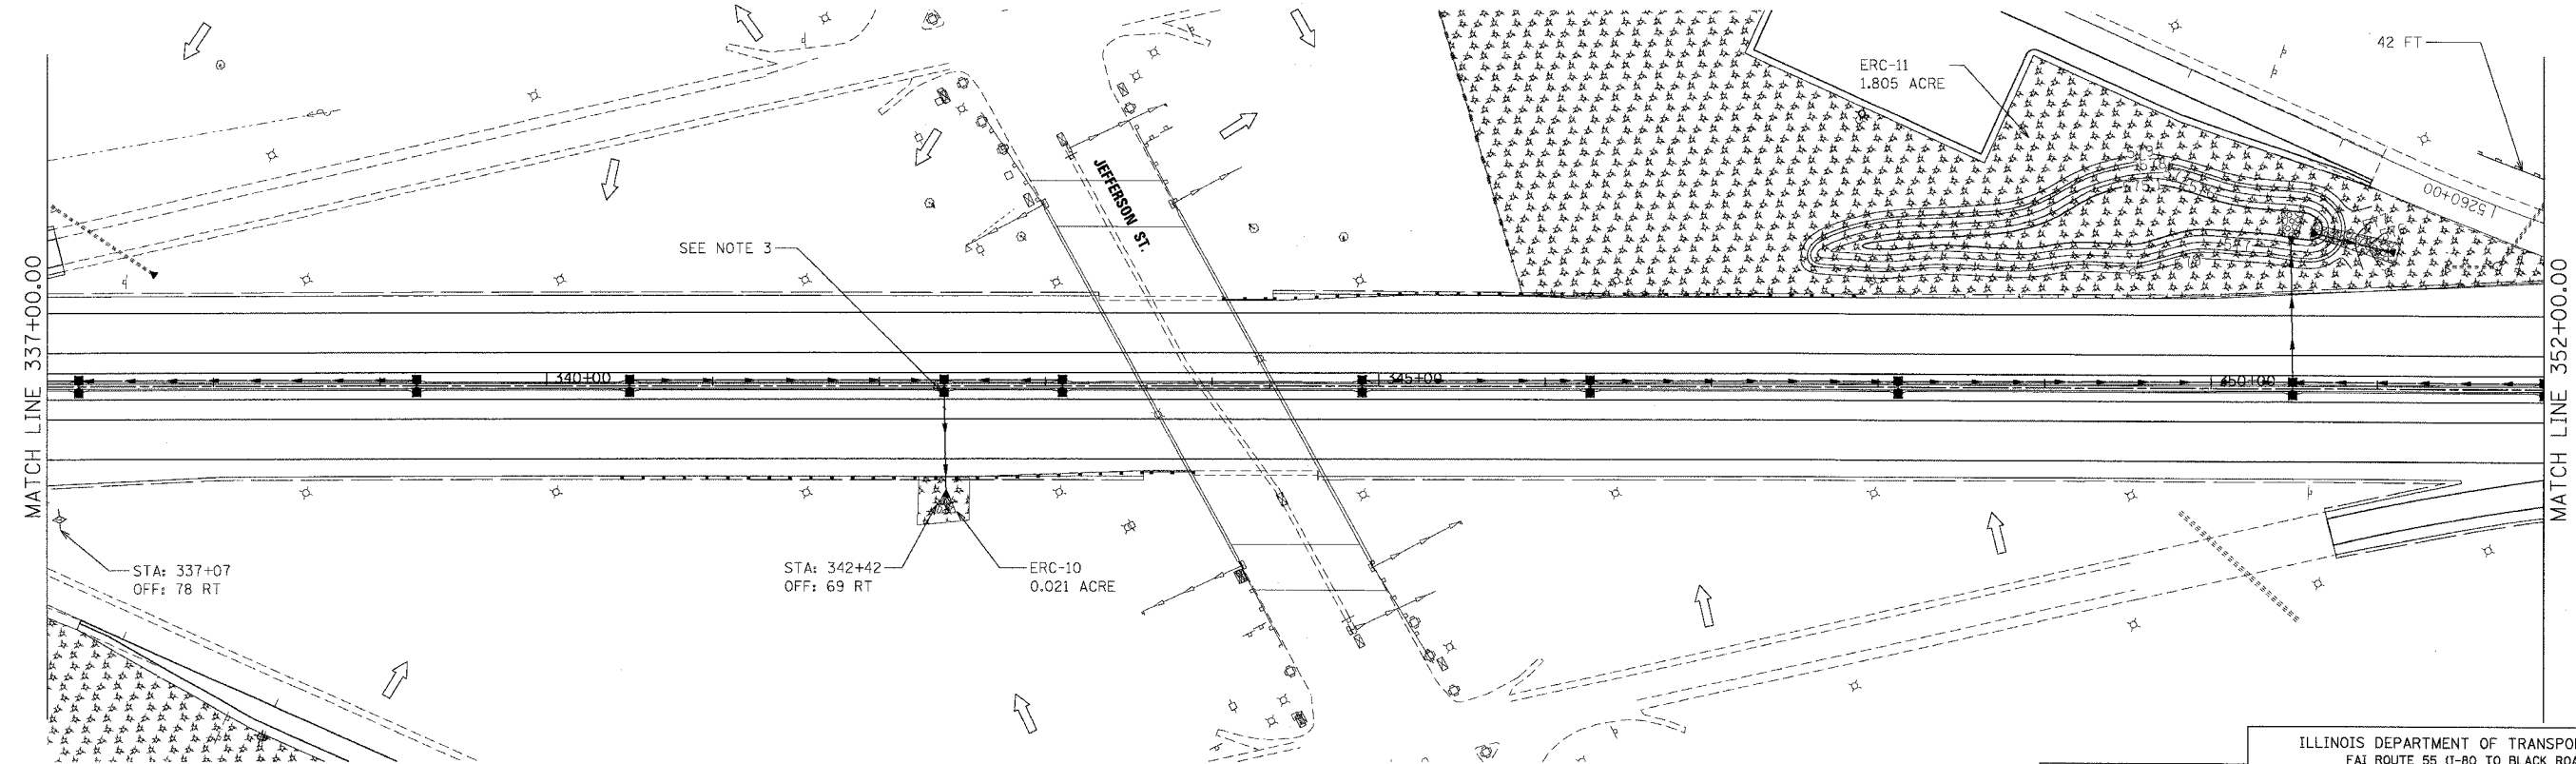 42 FT
ERC-11
1.805 ACRE
JEFFERSON ST.
15260+00
SEE NOTE 3
MATCH LINE 337+00.00
340+00
345+00
350+00
MATCH LINE 352+00.00
STA: 337+07
OFF: 78 RT
STA: 342+42
OFF: 69 RT
ERC-10
0.021 ACRE
ILLINOIS DEPARTMENT OF TRANSPO
FAI ROUTE 55 (I-80 TO BLACK ROA